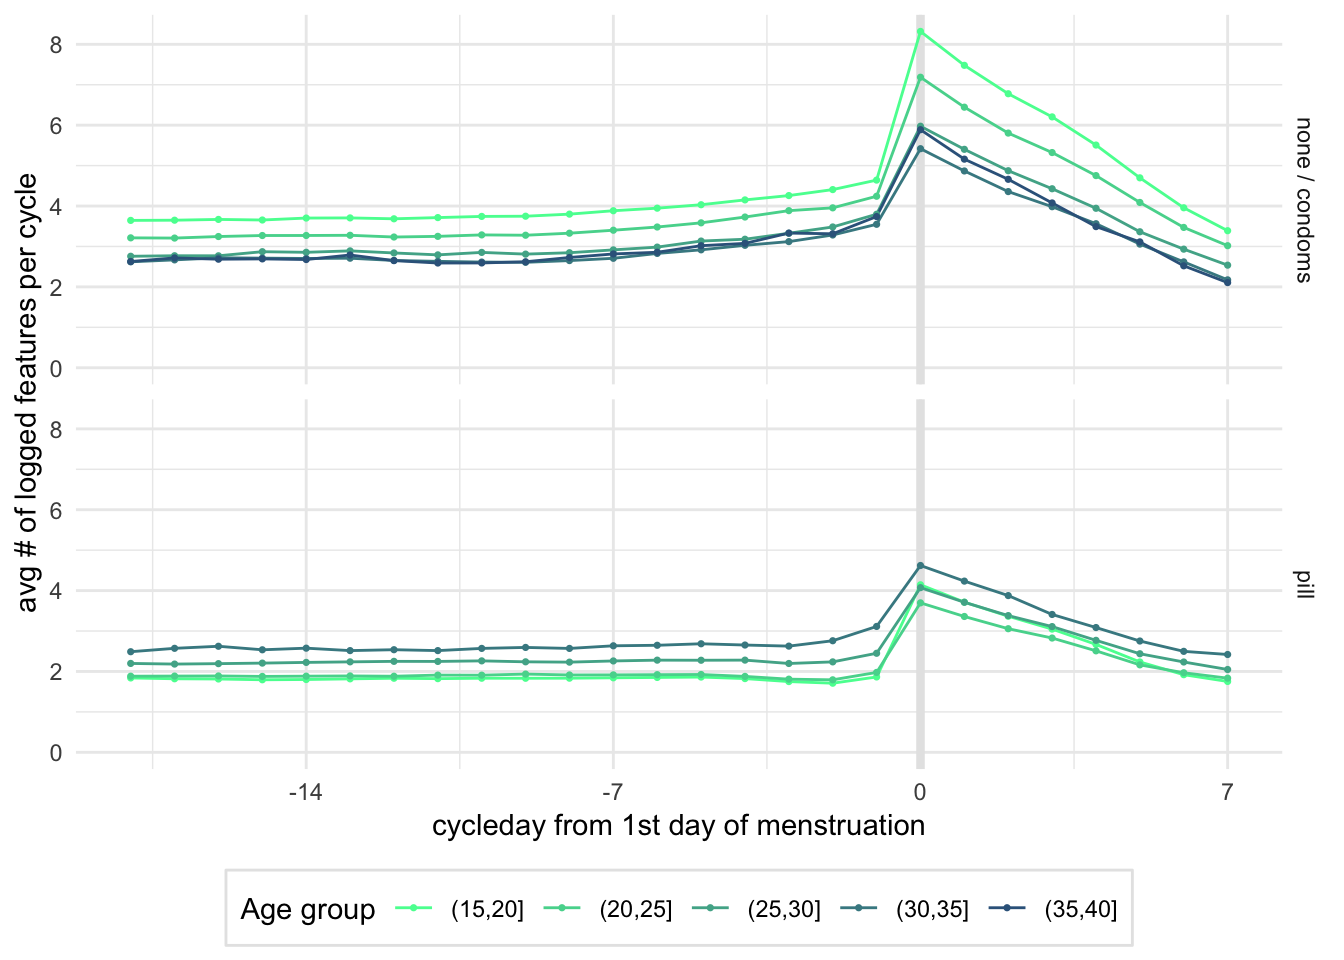 avg # of logged features per cycle
8
6
4
2
0
none / condoms
8
6
4
2
0
pill
-14 -7 0 7
cycleday from 1st day of menstruation
Age group (15,20] (20,25] (25,30] (30,35] (35,40]